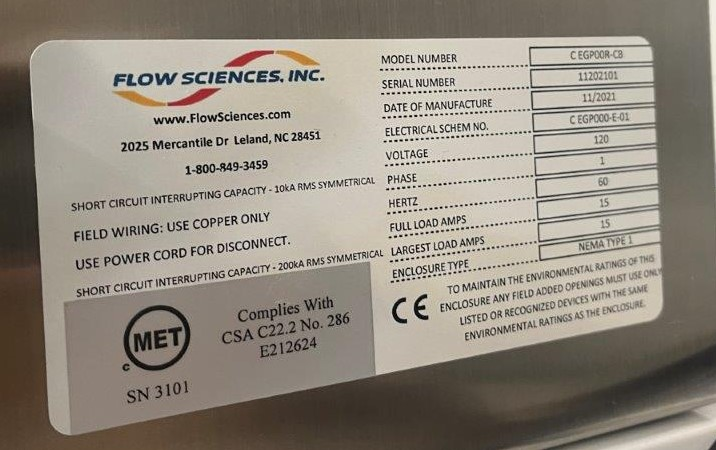 FLOW SCIENCES, INC.
www.FlowSciences.com
2025 Mercantile Dr Leland, NC 28451
1-800-849-3459
SHORT CIRCUIT INTERRUPTING CAPACITY - 10kA RMS SYMMETRICAL
FIELD WIRING: USE COPPER ONLY
USE POWER CORD FOR DISCONNECT.
SHORT CIRCUIT INTERRUPTING CAPACITY - 200kA RMS SYMMETRICAL
MET
c
SN 3101
Complies With
CSA C22.2 No. 286
E212624
MODEL NUMBER C EGP00R-CB
SERIAL NUMBER 11202101
DATE OF MANUFACTURE 11/2021
ELECTRICAL SCHEM NO. C EGP000-E-01
VOLTAGE 120
PHASE 1
HERTZ 60
FULL LOAD AMPS 15
LARGEST LOAD AMPS 15
ENCLOSURE TYPE NEMA TYPE 1
CE
TO MAINTAIN THE ENVIRONMENTAL RATINGS OF THIS
ENCLOSURE ANY FIELD ADDED OPENINGS MUST USE ONLY
LISTED OR RECOGNIZED DEVICES WITH THE SAME
ENVIRONMENTAL RATINGS AS THE ENCLOSURE.